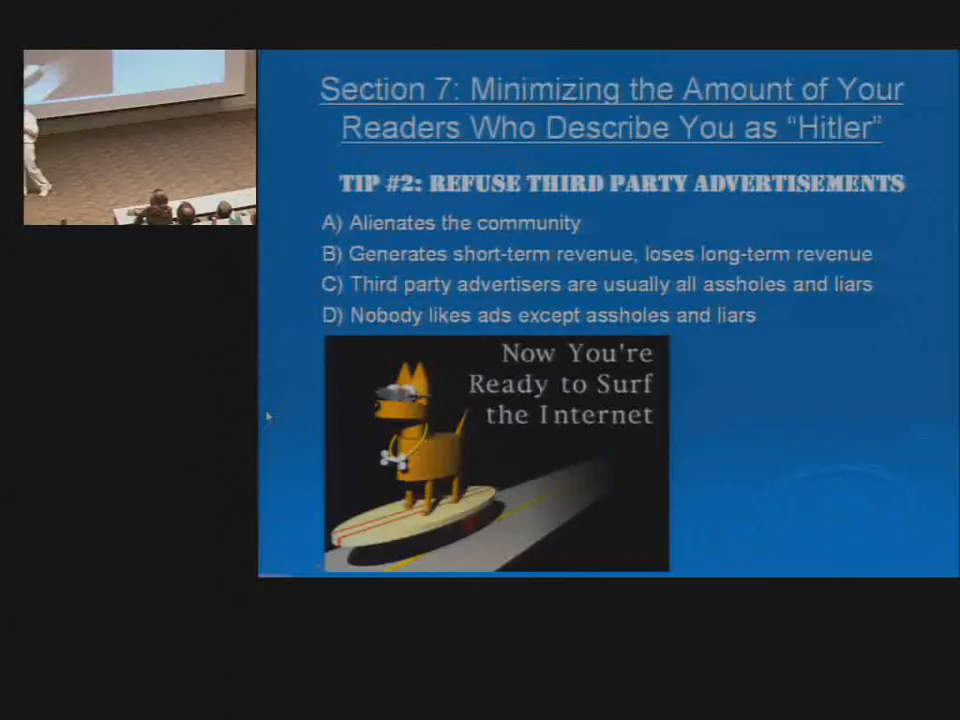 Section 7: Minimizing the Amount of Your
Readers Who Describe You as “Hitler”
TIP #2: REFUSE THIRD PARTY ADVERTISEMENTS
A) Alienates the community
B) Generates short-term revenue, loses long-term revenue
C) Third party advertisers are usually all assholes and liars
D) Nobody likes ads except assholes and liars
Now You're
Ready to Surf
the Internet